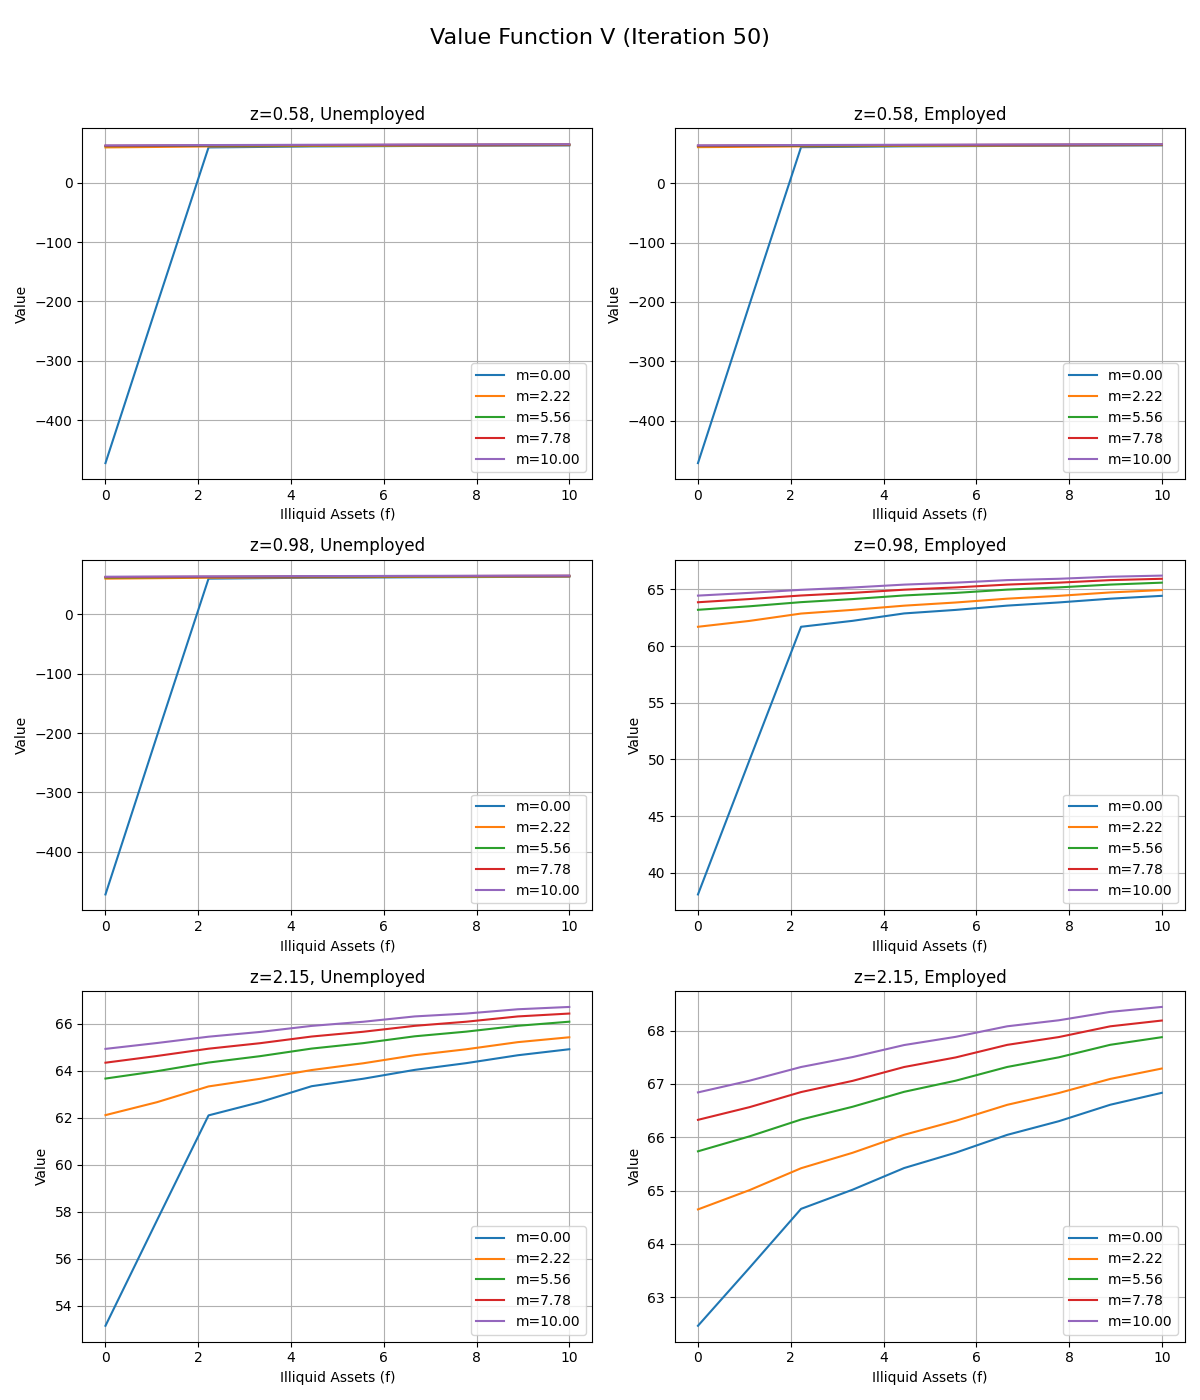 Value Function V (Iteration 50)
z=0.58, Unemployed
Value
0
−100
−200
−300
−400
0 2 4 6 8 10
Illiquid Assets (f)
m=0.00
m=2.22
m=5.56
m=7.78
m=10.00
z=0.58, Employed
Value
0
−100
−200
−300
−400
0 2 4 6 8 10
Illiquid Assets (f)
m=0.00
m=2.22
m=5.56
m=7.78
m=10.00
z=0.98, Unemployed
Value
0
−100
−200
−300
−400
0 2 4 6 8 10
Illiquid Assets (f)
m=0.00
m=2.22
m=5.56
m=7.78
m=10.00
z=0.98, Employed
Value
65
60
55
50
45
40
0 2 4 6 8 10
Illiquid Assets (f)
m=0.00
m=2.22
m=5.56
m=7.78
m=10.00
z=2.15, Unemployed
Value
66
64
62
60
58
56
54
0 2 4 6 8 10
Illiquid Assets (f)
m=0.00
m=2.22
m=5.56
m=7.78
m=10.00
z=2.15, Employed
Value
68
67
66
65
64
63
0 2 4 6 8 10
Illiquid Assets (f)
m=0.00
m=2.22
m=5.56
m=7.78
m=10.00